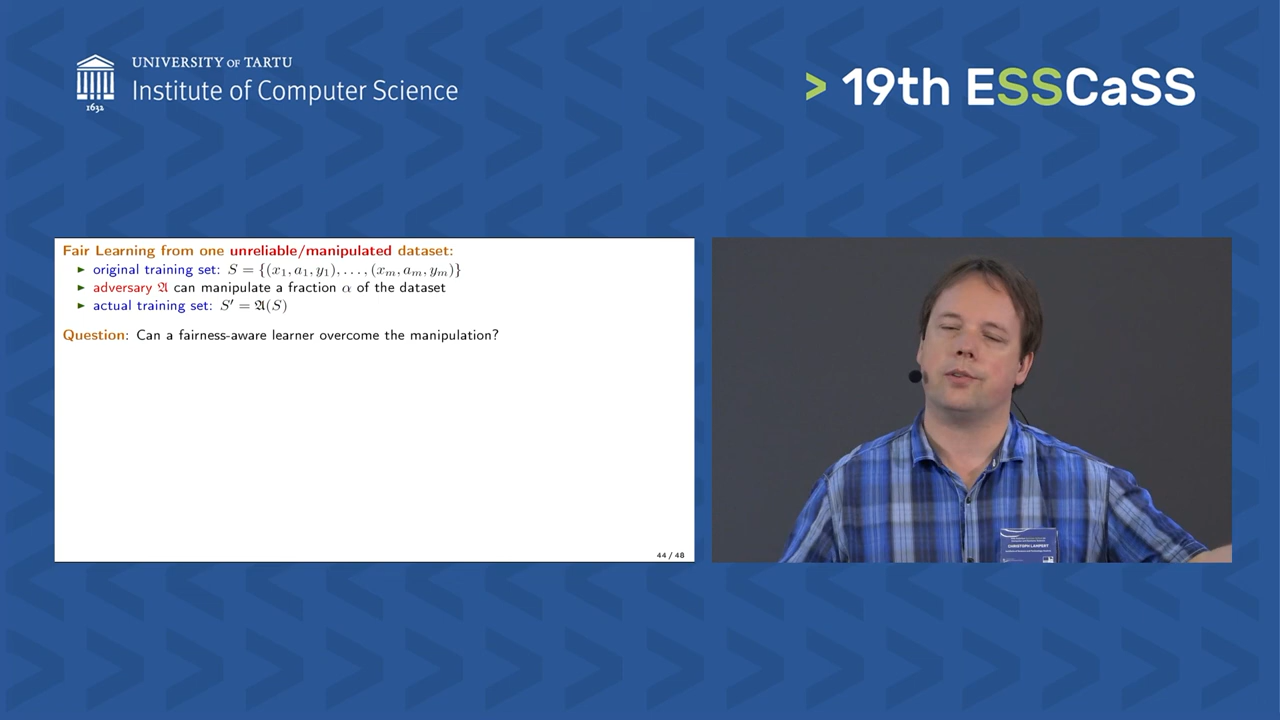 UNIVERSITY OF TARTU
Institute of Computer Science
1632
> 19th ESSCaSS
Fair Learning from one unreliable/manipulated dataset:
▶ original training set: S = {(x₁, a₁, y₁), . . . , (xₘ, aₘ, yₘ)}
▶ adversary 𝔄 can manipulate a fraction α of the dataset
▶ actual training set: S′ = 𝔄(S)
Question: Can a fairness-aware learner overcome the manipulation?
44 / 48
CHRISTOPH LAMPERT